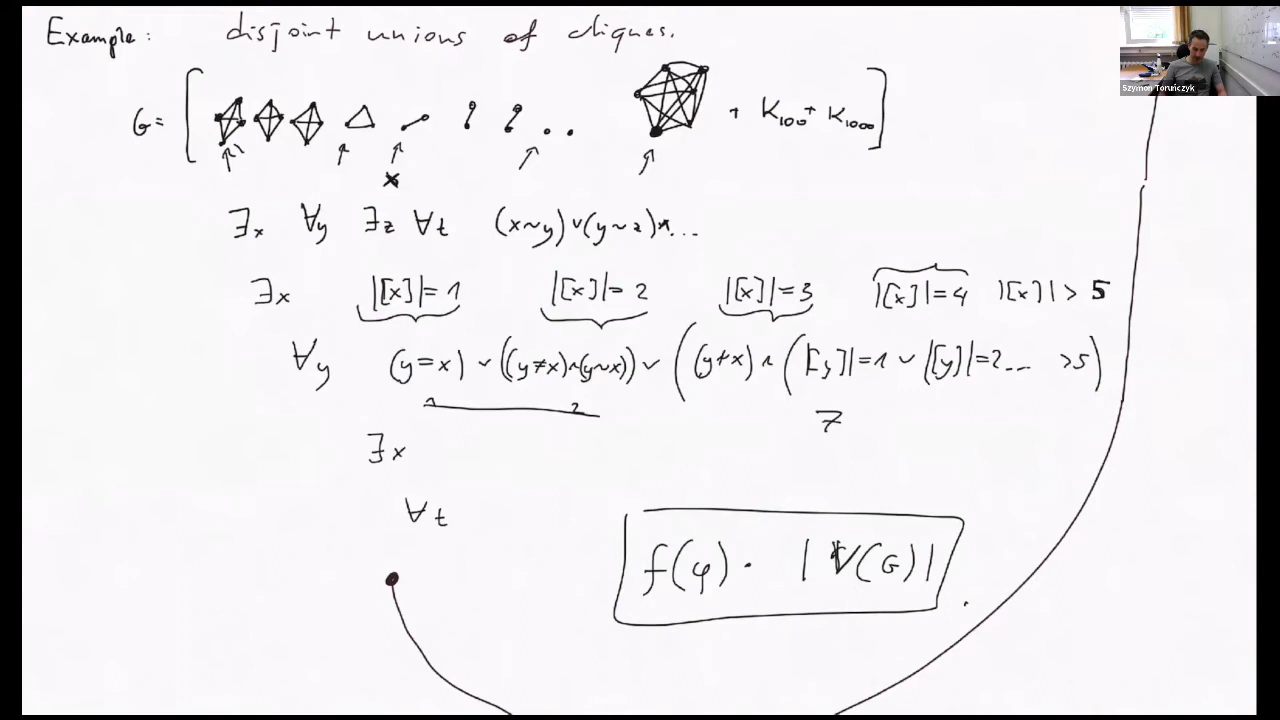 Example: disjoint unions of cliques.
Szymon Toruńczyk
G = [ + K₁₀₀ + K₁₀₀₀ ]
x
∃x ∀y ∃z ∀t (x~y)∨(y~z)∧...
∃x |[x]|=1 |[x]|=2 |[x]|=3 |[x]|=4 |[x]|>5
∀y (y=x) ∨ ((y≠x)∧(y~x)) ∨ ((y≁x) ∧ (|[y]|=1 ∨ |[y]|=2... >5)
1 2
7
∃x
∀t
f(φ) · |V(G)|